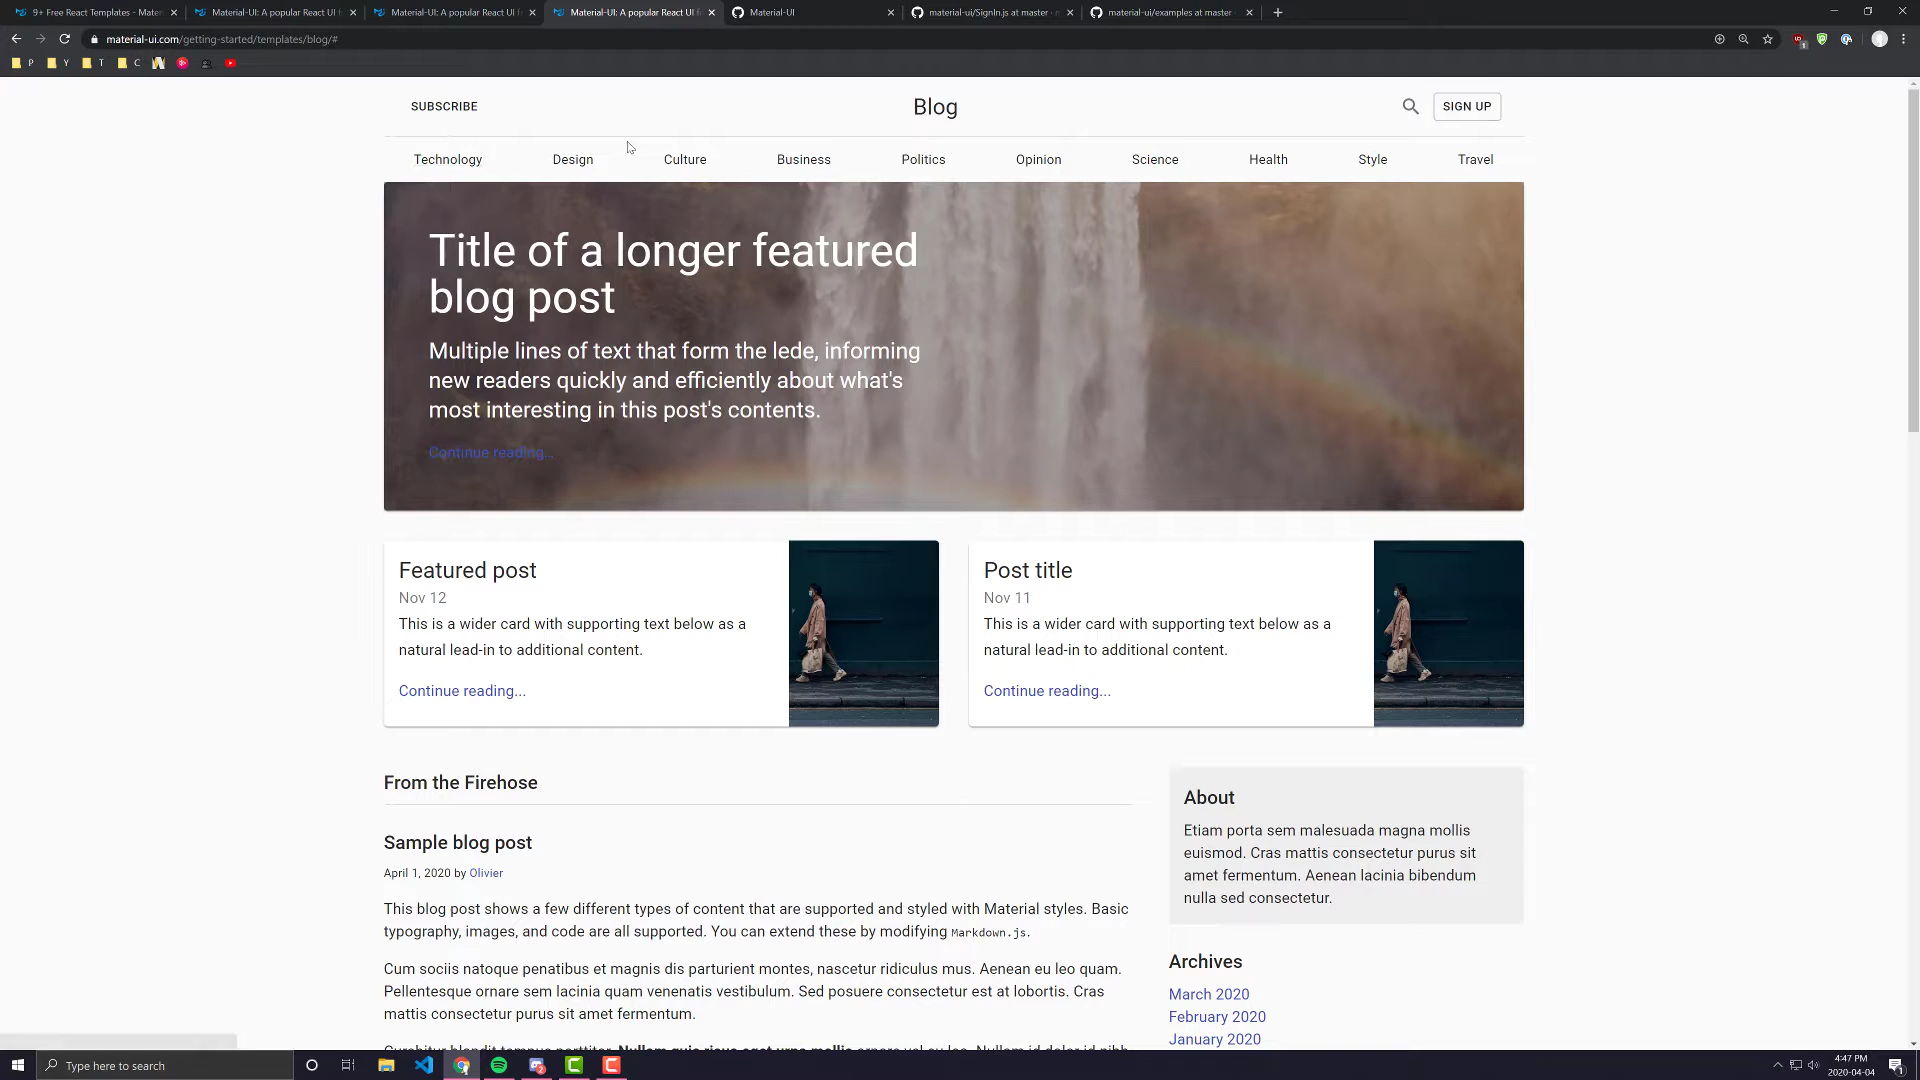 9+ Free React Templates - Mater
Material-UI: A popular React UI f
Material-UI: A popular React UI f
Material-UI: A popular React UI f
Material-UI
material-ui/SignIn.js at master
material-ui/examples at master
material-ui.com/getting-started/templates/blog/#
P Y T C
SUBSCRIBE
Blog
SIGN UP
Technology Design Culture Business Politics Opinion Science Health Style Travel
Title of a longer featured
blog post
Multiple lines of text that form the lede, informing
new readers quickly and efficiently about what's
most interesting in this post's contents.
Continue reading...
Featured post
Nov 12
This is a wider card with supporting text below as a
natural lead-in to additional content.
Continue reading...
Post title
Nov 11
This is a wider card with supporting text below as a
natural lead-in to additional content.
Continue reading...
From the Firehose
Sample blog post
April 1, 2020 by Olivier
This blog post shows a few different types of content that are supported and styled with Material styles. Basic
typography, images, and code are all supported. You can extend these by modifying Markdown.js.
Cum sociis natoque penatibus et magnis dis parturient montes, nascetur ridiculus mus. Aenean eu leo quam.
Pellentesque ornare sem lacinia quam venenatis vestibulum. Sed posuere consectetur est at lobortis. Cras
mattis consectetur purus sit amet fermentum.
About
Etiam porta sem malesuada magna mollis
euismod. Cras mattis consectetur purus sit
amet fermentum. Aenean lacinia bibendum
nulla sed consectetur.
Archives
March 2020
February 2020
January 2020
Type here to search
4:47 PM
2020-04-04